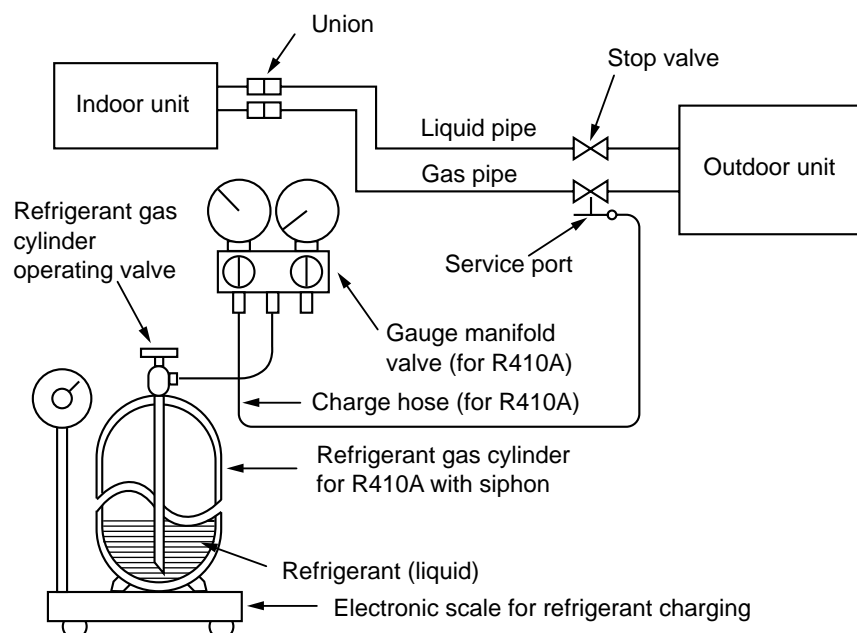 Union
Stop valve
Indoor unit
Liquid pipe
Gas pipe
Outdoor unit
Refrigerant gas
cylinder
operating valve
Service port
Gauge manifold
valve (for R410A)
Charge hose (for R410A)
Refrigerant gas cylinder
for R410A with siphon
Refrigerant (liquid)
Electronic scale for refrigerant charging